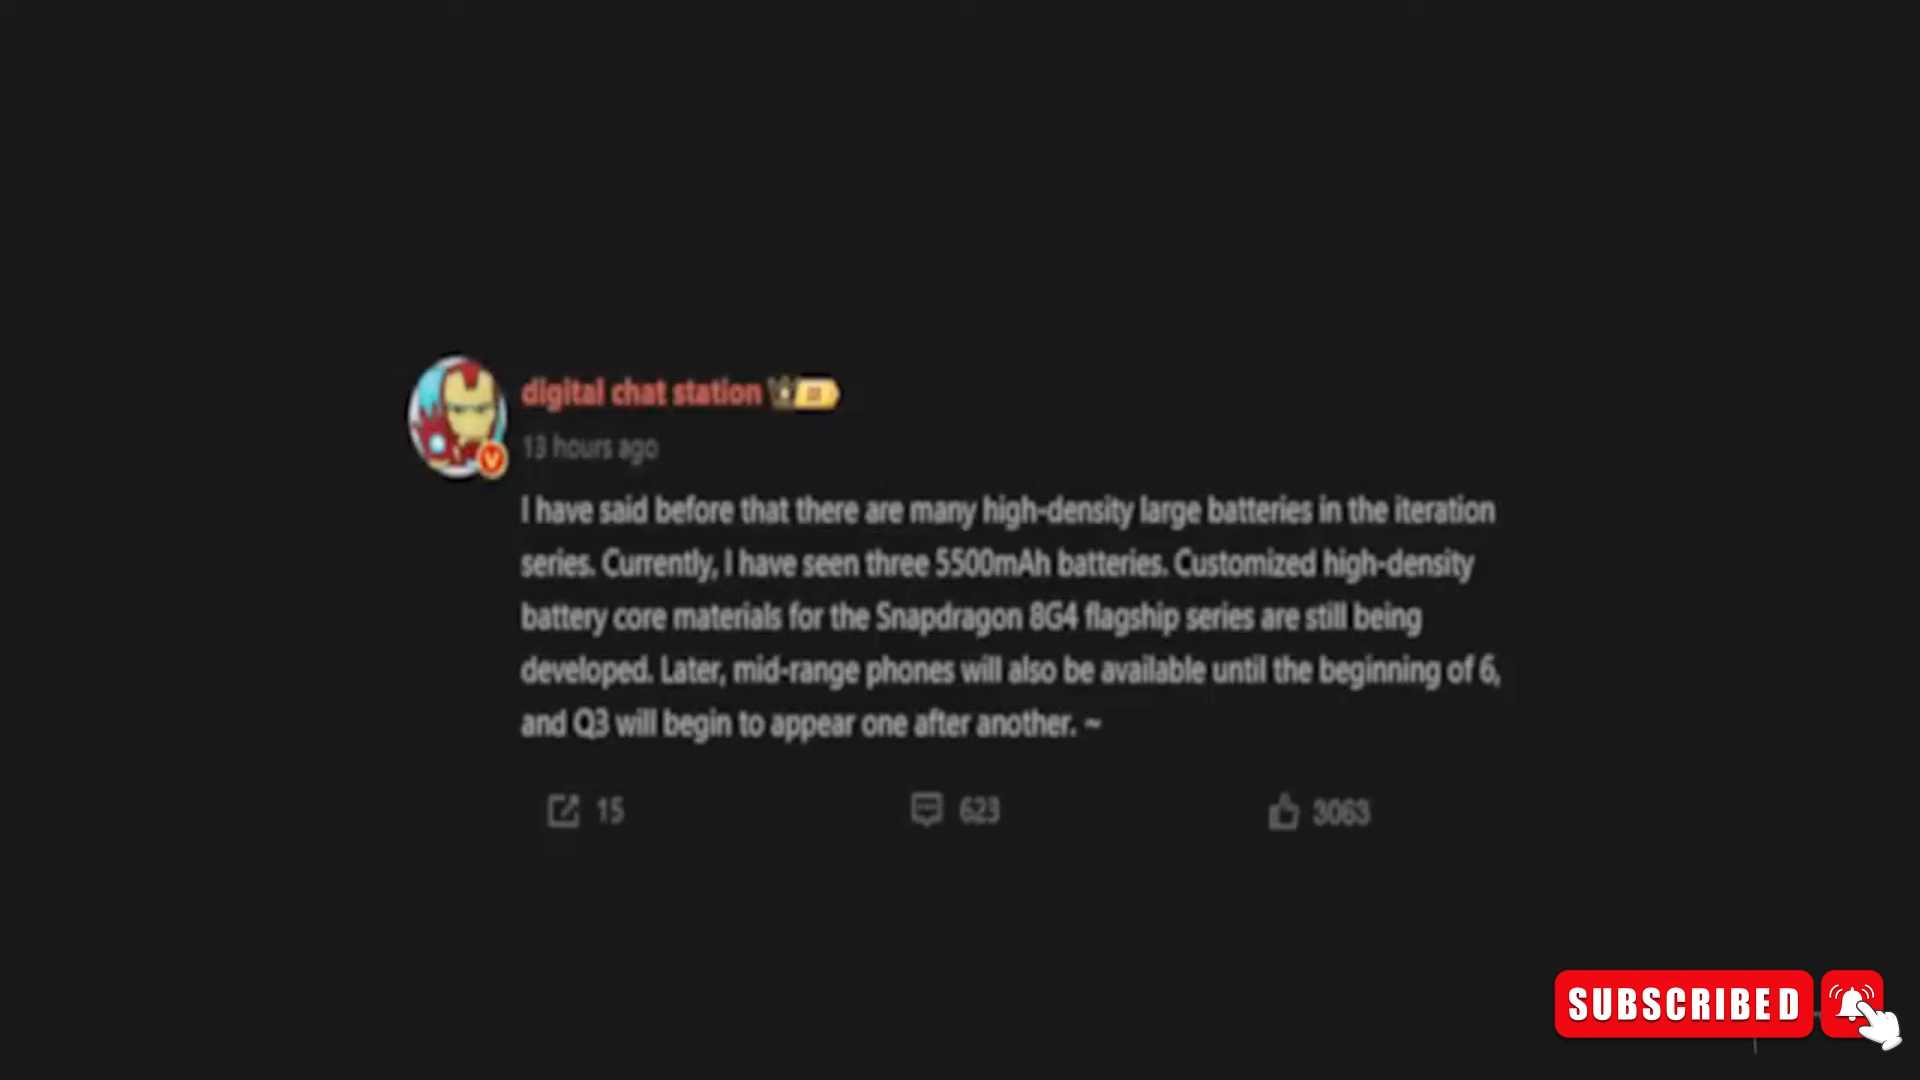 digital chat station
13 hours ago
I have said before that there are many high-density large batteries in the iteration
series. Currently, I have seen three 5500mAh batteries. Customized high-density
battery core materials for the Snapdragon 8G4 flagship series are still being
developed. Later, mid-range phones will also be available until the beginning of 6,
and Q3 will begin to appear one after another. ~
15 623 3063
SUBSCRIBED